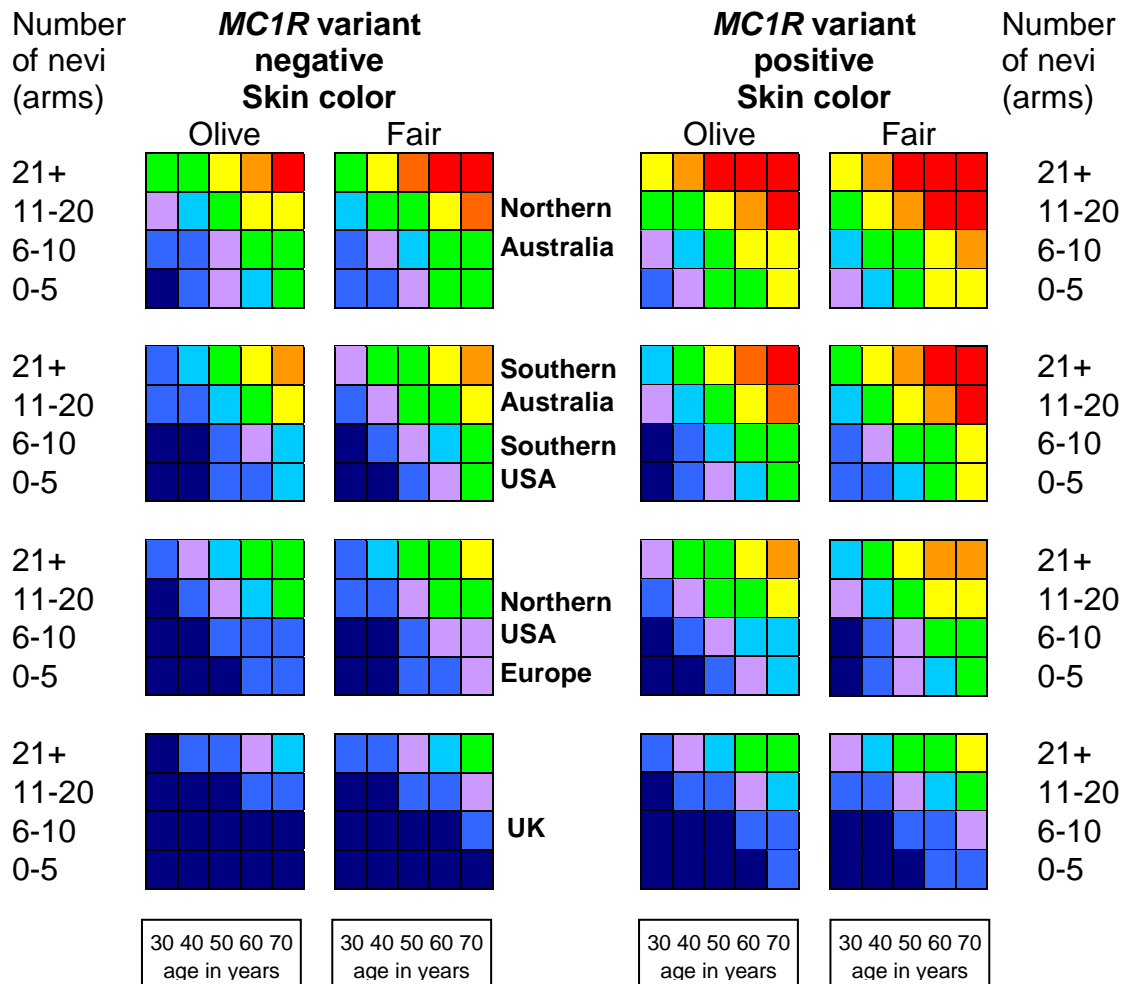 Number
of nevi
(arms)
MC1R variant
negative
Skin color
MC1R variant
positive
Skin color
Number
of nevi
(arms)
Olive
Fair
Olive
Fair
21+
11-20
6-10
0-5
Northern
Australia
21+
11-20
6-10
0-5
21+
11-20
6-10
0-5
Southern
Australia
Southern
USA
21+
11-20
6-10
0-5
21+
11-20
6-10
0-5
Northern
USA
Europe
21+
11-20
6-10
0-5
21+
11-20
6-10
0-5
UK
21+
11-20
6-10
0-5
30 40 50 60 70
age in years
30 40 50 60 70
age in years
30 40 50 60 70
age in years
30 40 50 60 70
age in years